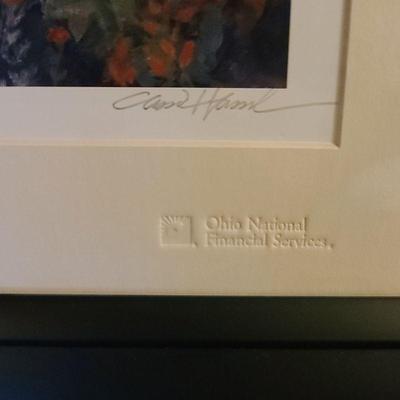 Ohio National
Financial Services.